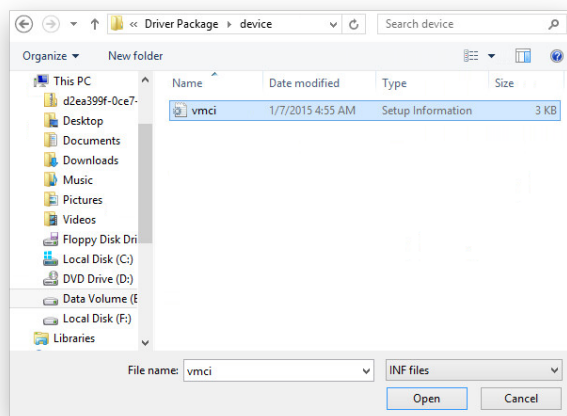 « Driver Package ▸ device
Search device
Organize
New folder
Name
Date modified
Type
Size
This PC
d2ea399f-0ce7-
Desktop
Documents
Downloads
Music
Pictures
Videos
Floppy Disk Dri
Local Disk (C:)
DVD Drive (D:)
Data Volume (E
Local Disk (F:)
Libraries
vmci
1/7/2015 4:55 AM
Setup Information
3 KB
File name:
vmci
INF files
Open
Cancel